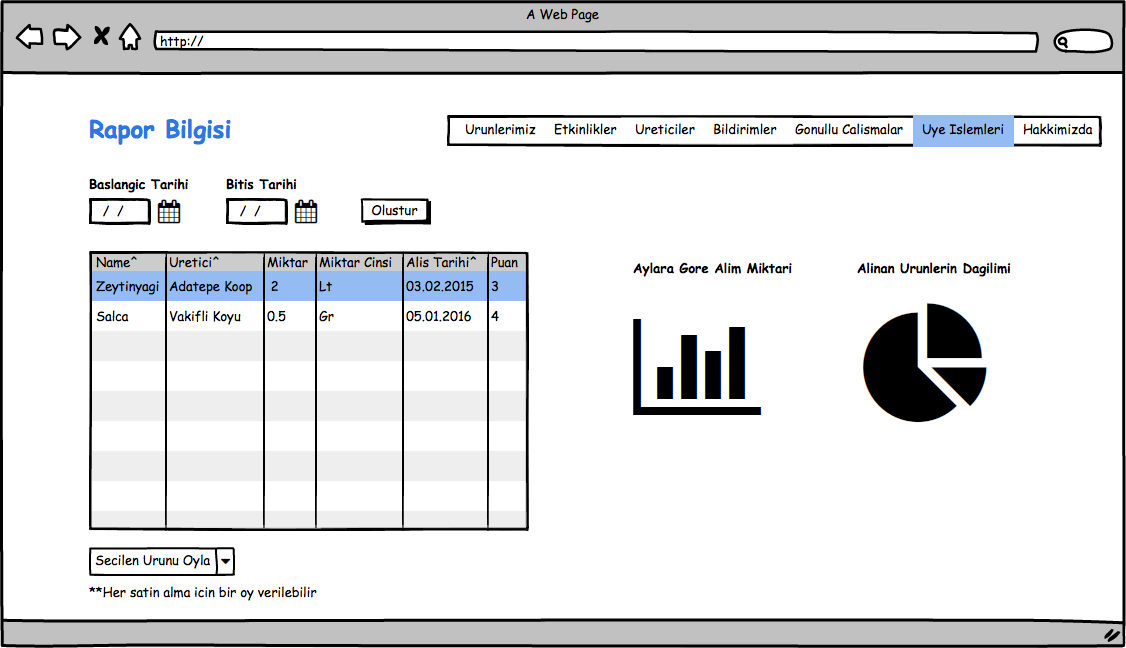 A Web Page
http://
Rapor Bilgisi
Urunlerimiz Etkinlikler Ureticiler Bildirimler Gonullu Calismalar Uye Islemleri Hakkimizda
Baslangic Tarihi Bitis Tarihi
/ / / / Olustur
Name^ Uretici^ Miktar Miktar Cinsi Alis Tarihi^ Puan
Zeytinyagi Adatepe Koop 2 Lt 03.02.2015 3
Salca Vakifli Koyu 0.5 Gr 05.01.2016 4
Aylara Gore Alim Miktari Alinan Urunlerin Dagilimi
Secilen Urunu Oyla
**Her satin alma icin bir oy verilebilir